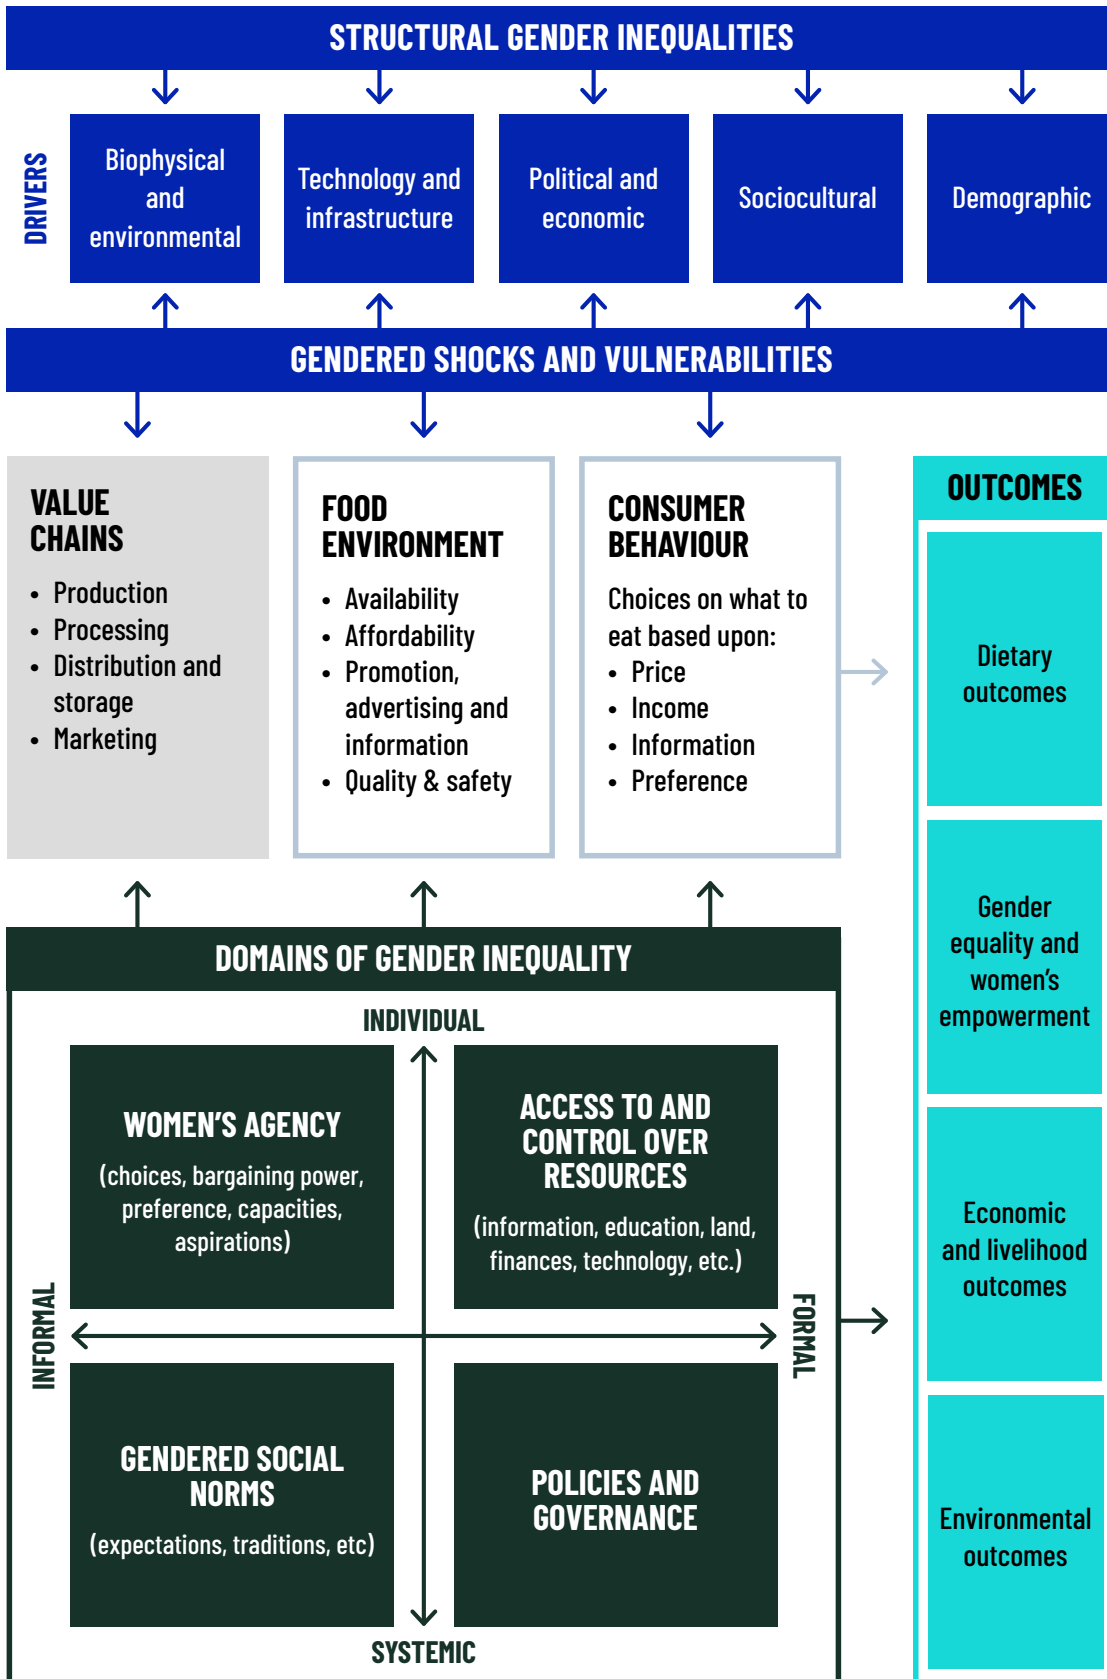 STRUCTURAL GENDER INEQUALITIES
DRIVERS
Biophysical
and
environmental
Technology and
infrastructure
Political and
economic
Sociocultural
Demographic
GENDERED SHOCKS AND VULNERABILITIES
VALUE
CHAINS
• Production
• Processing
• Distribution and
storage
• Marketing
FOOD
ENVIRONMENT
• Availability
• Affordability
• Promotion,
advertising and
information
• Quality & safety
CONSUMER
BEHAVIOUR
Choices on what to
eat based upon:
• Price
• Income
• Information
• Preference
OUTCOMES
Dietary
outcomes
Gender
equality and
women’s
empowerment
Economic
and livelihood
outcomes
Environmental
outcomes
DOMAINS OF GENDER INEQUALITY
INDIVIDUAL
WOMEN’S AGENCY
(choices, bargaining power,
preference, capacities,
aspirations)
ACCESS TO AND
CONTROL OVER
RESOURCES
(information, education, land,
finances, technology, etc.)
INFORMAL
FORMAL
GENDERED SOCIAL
NORMS
(expectations, traditions, etc)
POLICIES AND
GOVERNANCE
SYSTEMIC